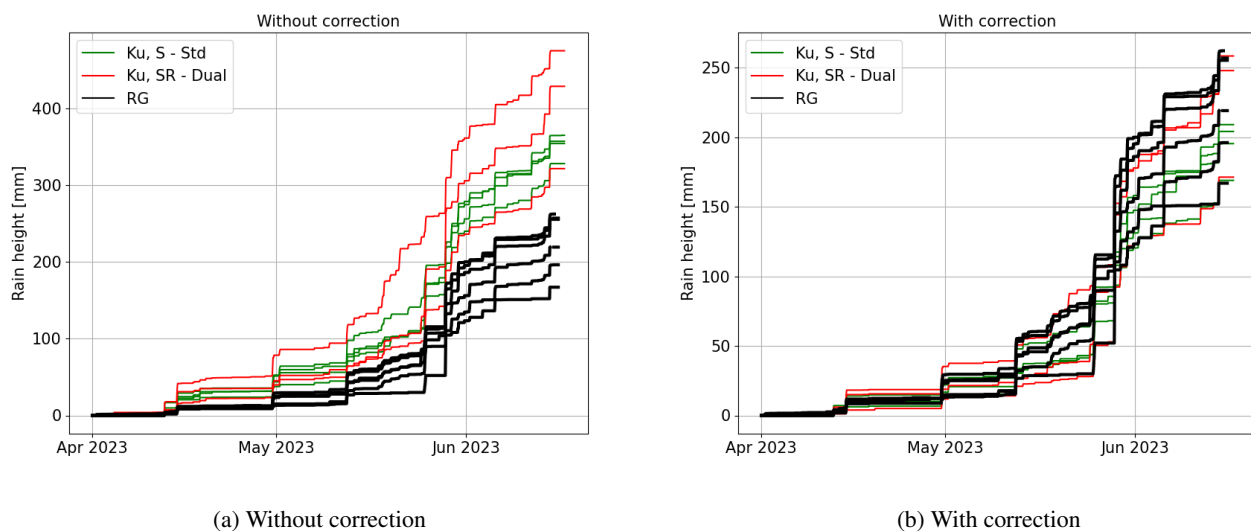 Without correction
Ku, S - Std
Ku, SR - Dual
RG
Rain height [mm]
400
300
200
100
0
Apr 2023
May 2023
Jun 2023
(a) Without correction
With correction
Ku, S - Std
Ku, SR - Dual
RG
Rain height [mm]
250
200
150
100
50
0
Apr 2023
May 2023
Jun 2023
(b) With correction